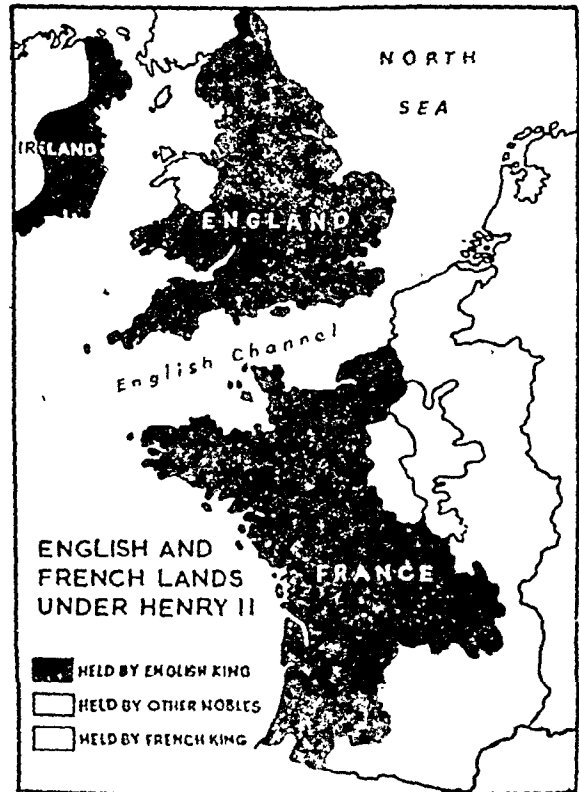 NORTH
SEA
IRELAND
ENGLAND
English Channel
ENGLISH AND
FRENCH LANDS
UNDER HENRY II
FRANCE
HELD BY ENGLISH KING
HELD BY OTHER NOBLES
HELD BY FRENCH KING